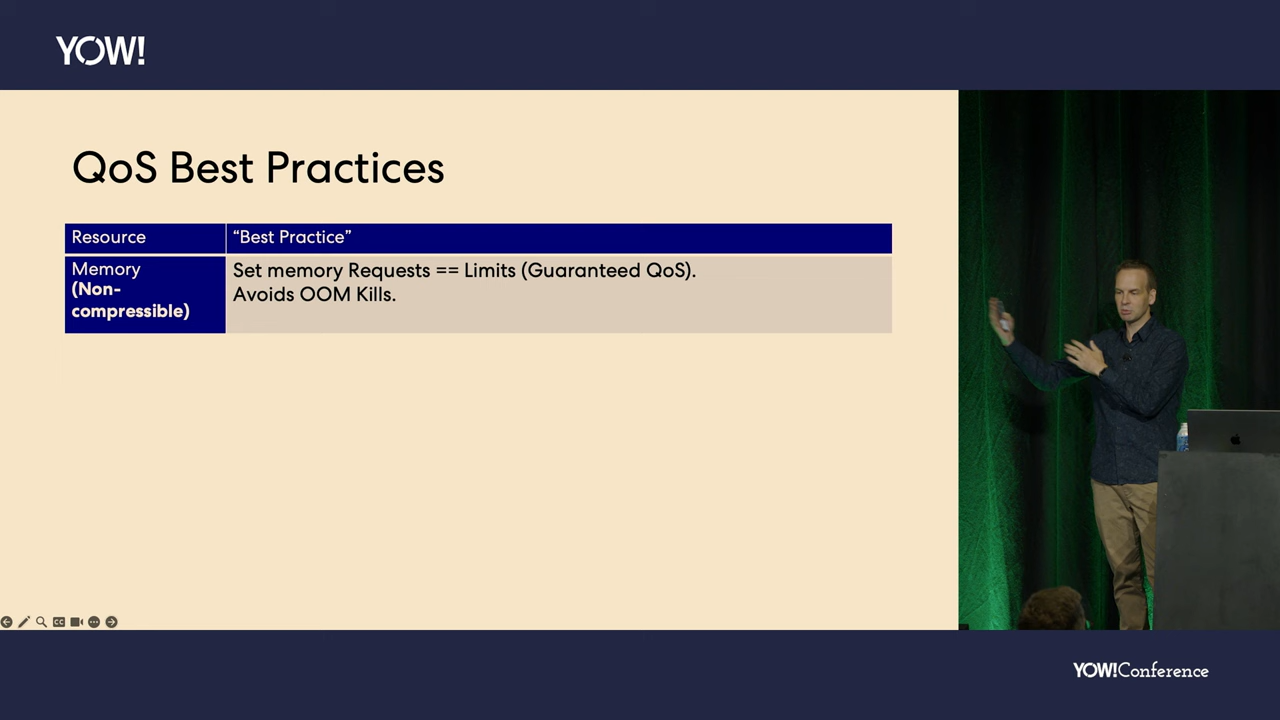 YOW!
QoS Best Practices
Resource
“Best Practice”
Memory
(Non-
compressible)
Set memory Requests == Limits (Guaranteed QoS).
Avoids OOM Kills.
CC
YOW!Conference